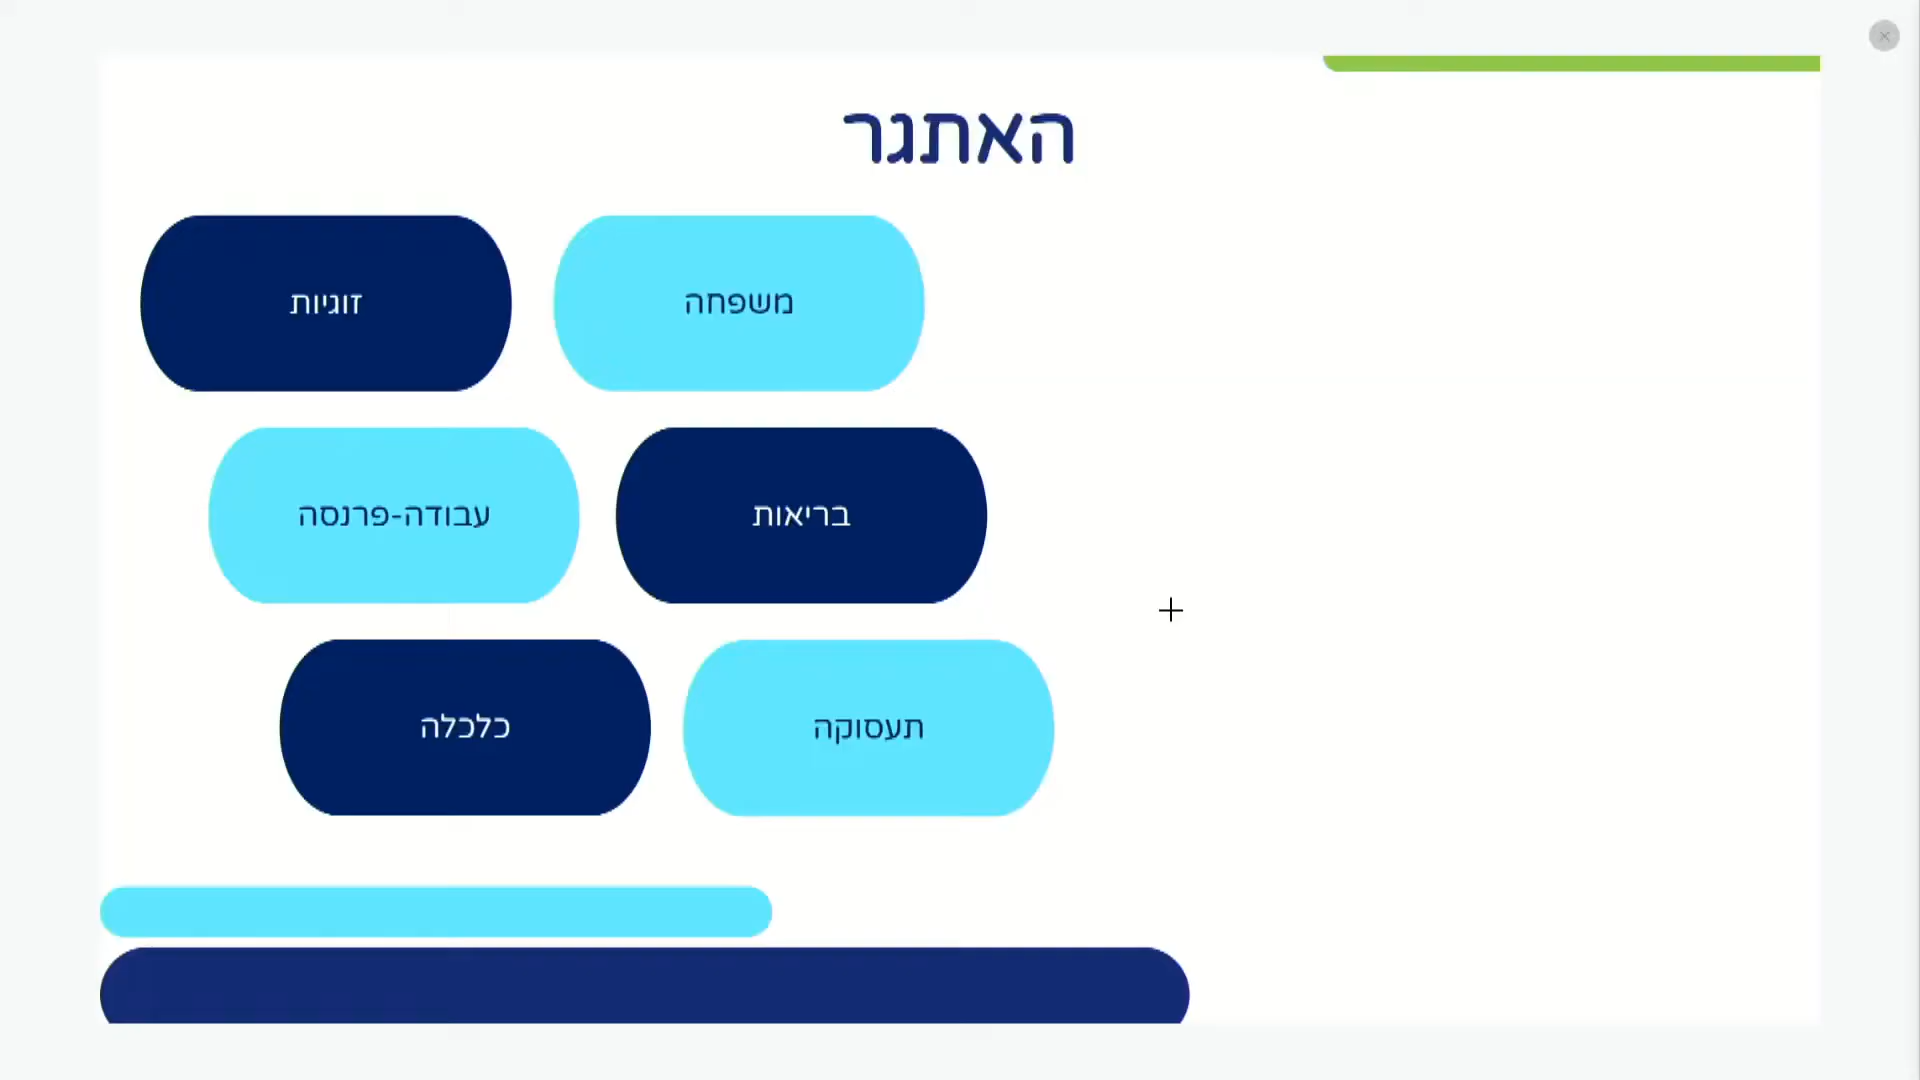 האתגר
משפחה
זוגיות
בריאות
עבודה-פרנסה
תעסוקה
כלכלה